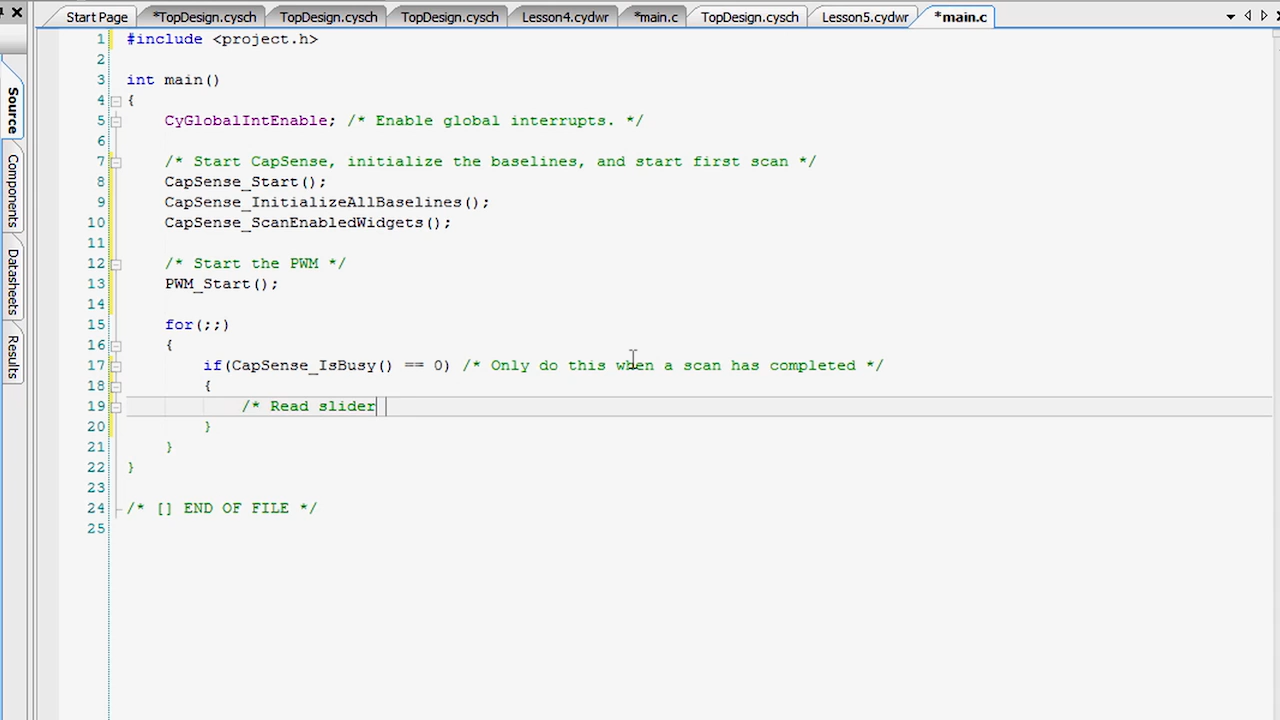 Start Page *TopDesign.cysch TopDesign.cysch TopDesign.cysch Lesson4.cydwr *main.c TopDesign.cysch Lesson5.cydwr *main.c
Source
Components
Datasheets
Results
1 #include <project.h>
2
3 int main()
4 {
5 CyGlobalIntEnable; /* Enable global interrupts. */
6
7 /* Start CapSense, initialize the baselines, and start first scan */
8 CapSense_Start();
9 CapSense_InitializeAllBaselines();
10 CapSense_ScanEnabledWidgets();
11
12 /* Start the PWM */
13 PWM_Start();
14
15 for(;;)
16 {
17 if(CapSense_IsBusy() == 0) /* Only do this when a scan has completed */
18 {
19 /* Read slider
20 }
21 }
22 }
23
24 /* [] END OF FILE */
25